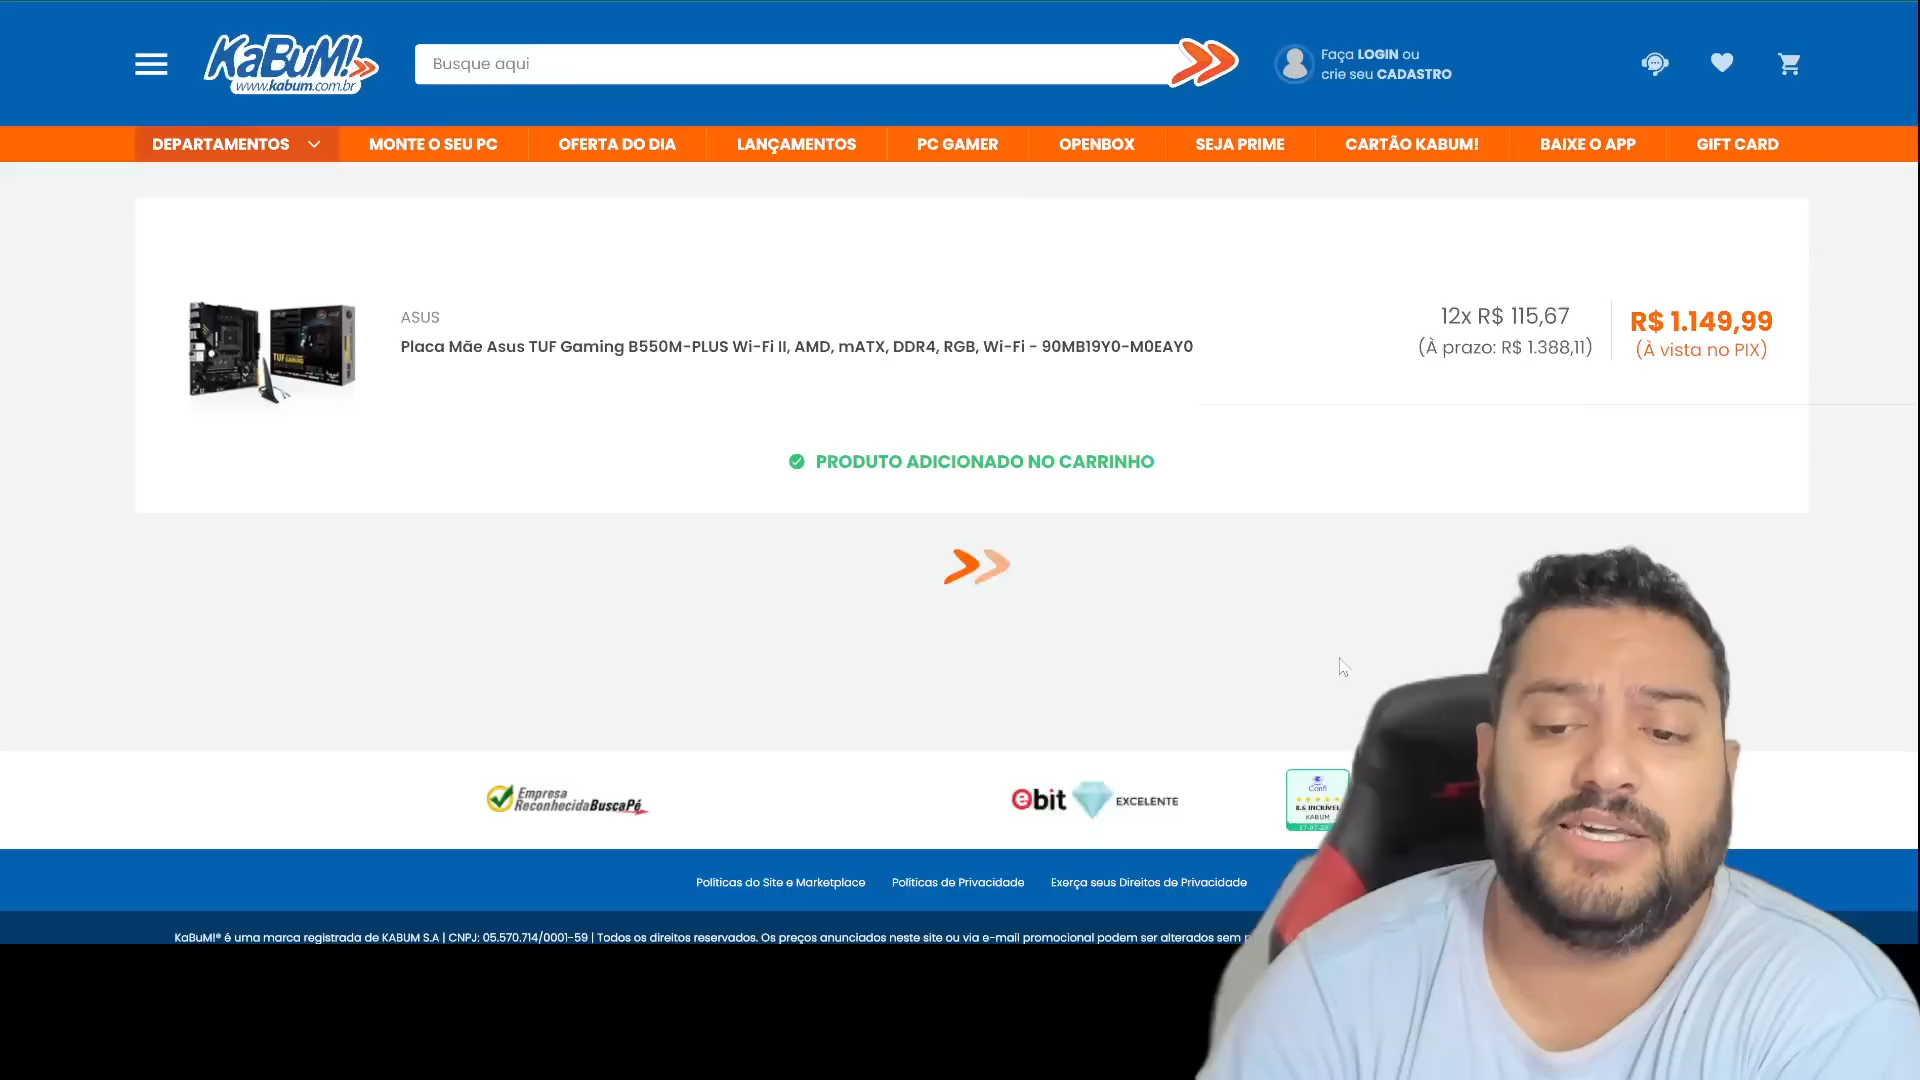 KaBuM!
www.kabum.com.br
Busque aqui
Faça LOGIN ou
crie seu CADASTRO
DEPARTAMENTOS
MONTE O SEU PC
OFERTA DO DIA
LANÇAMENTOS
PC GAMER
OPENBOX
SEJA PRIME
CARTÃO KABUM!
BAIXE O APP
GIFT CARD
ASUS
Placa Mãe Asus TUF Gaming B550M-PLUS Wi-Fi II, AMD, mATX, DDR4, RGB, Wi-Fi - 90MB19Y0-M0EAY0
12x R$ 115,67
(À prazo: R$ 1.388,11)
R$ 1.149,99
(À vista no PIX)
PRODUTO ADICIONADO NO CARRINHO
Empresa
ReconhecidaBuscaPé
ebit EXCELENTE
Confi
8.6 INCRÍVEL
KABUM
Políticas do Site e Marketplace
Políticas de Privacidade
Exerça seus Direitos de Privacidade
KaBuM!® é uma marca registrada de KABUM S.A | CNPJ: 05.570.714/0001-59 | Todos os direitos reservados. Os preços anunciados neste site ou via e-mail promocional podem ser alterados sem